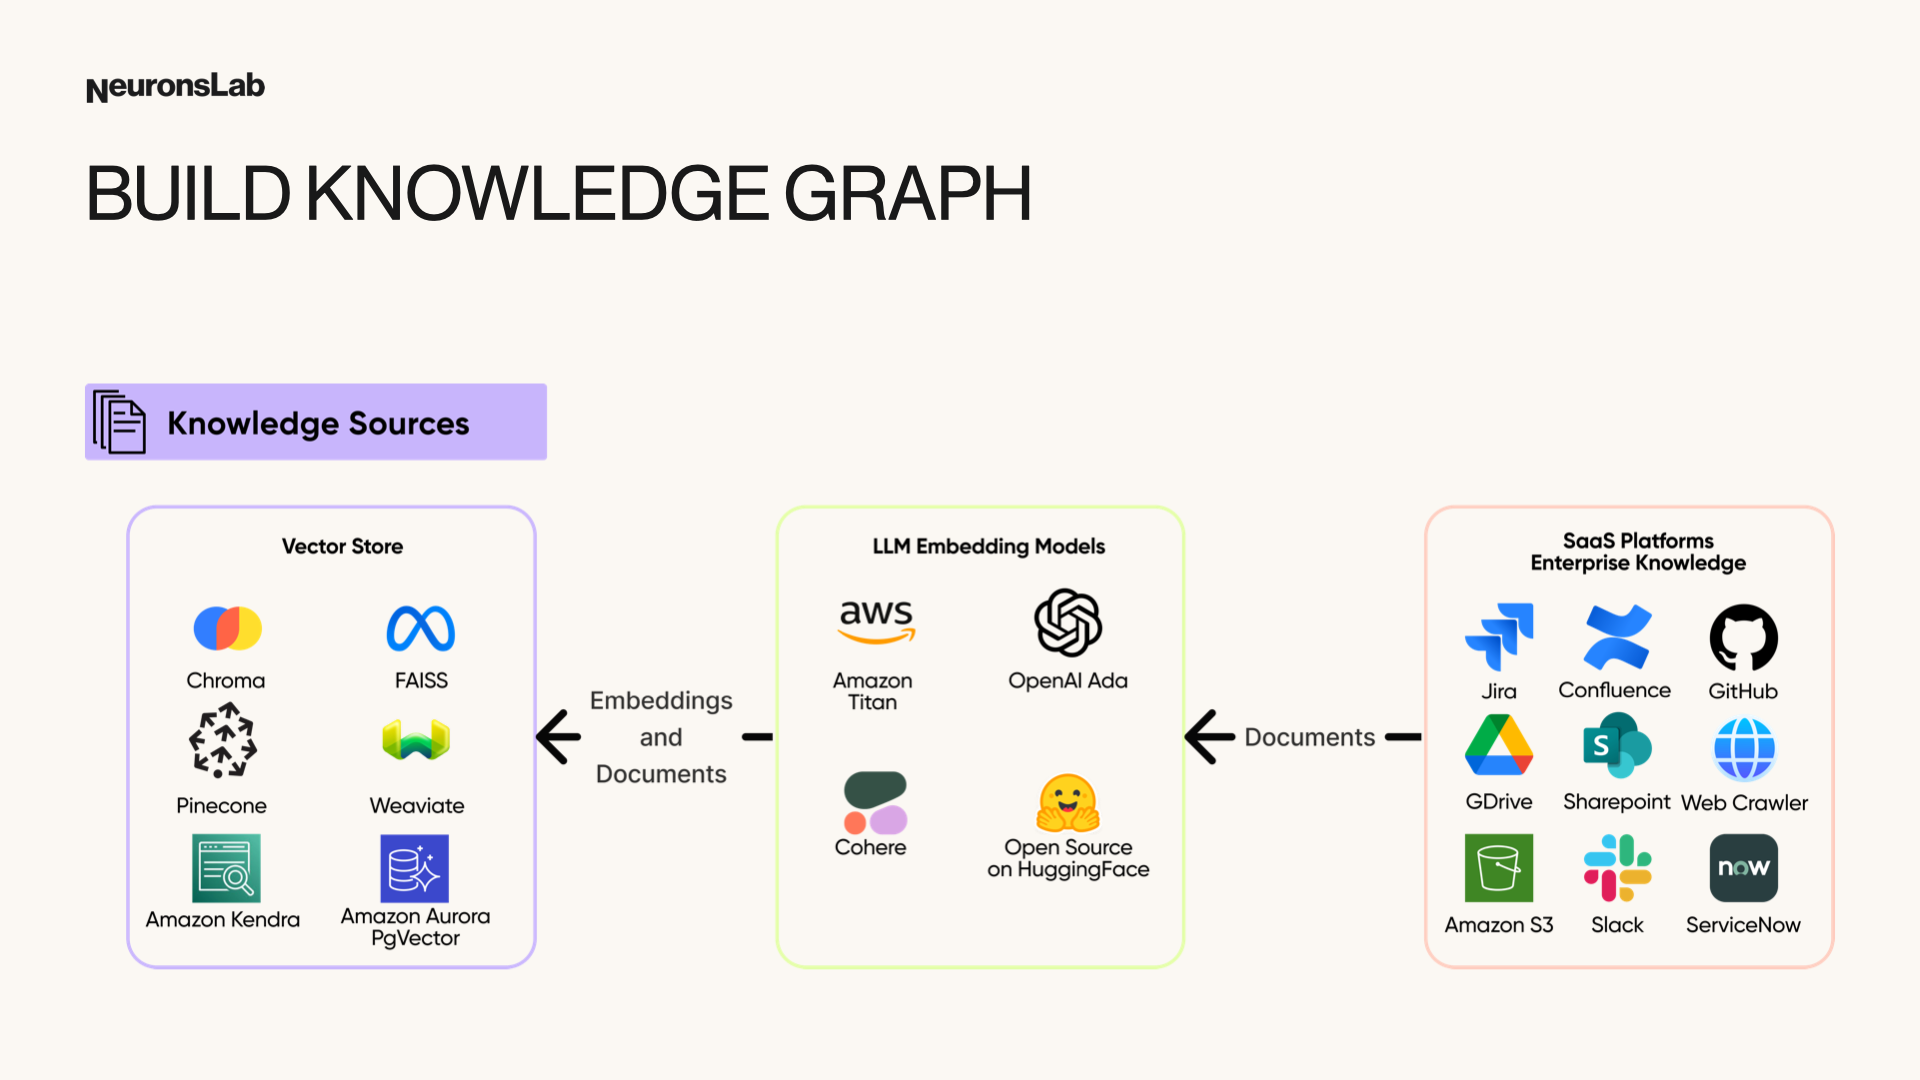 NeuronsLab
BUILD KNOWLEDGE GRAPH
Knowledge Sources
Vector Store
Chroma
FAISS
Pinecone
Weaviate
Amazon Kendra
Amazon Aurora
PgVector
Embeddings
and
Documents
LLM Embedding Models
aws
Amazon
Titan
OpenAI Ada
Cohere
Open Source
on HuggingFace
Documents
SaaS Platforms
Enterprise Knowledge
Jira
Confluence
GitHub
GDrive
S
Sharepoint
Web Crawler
Amazon S3
Slack
now
ServiceNow